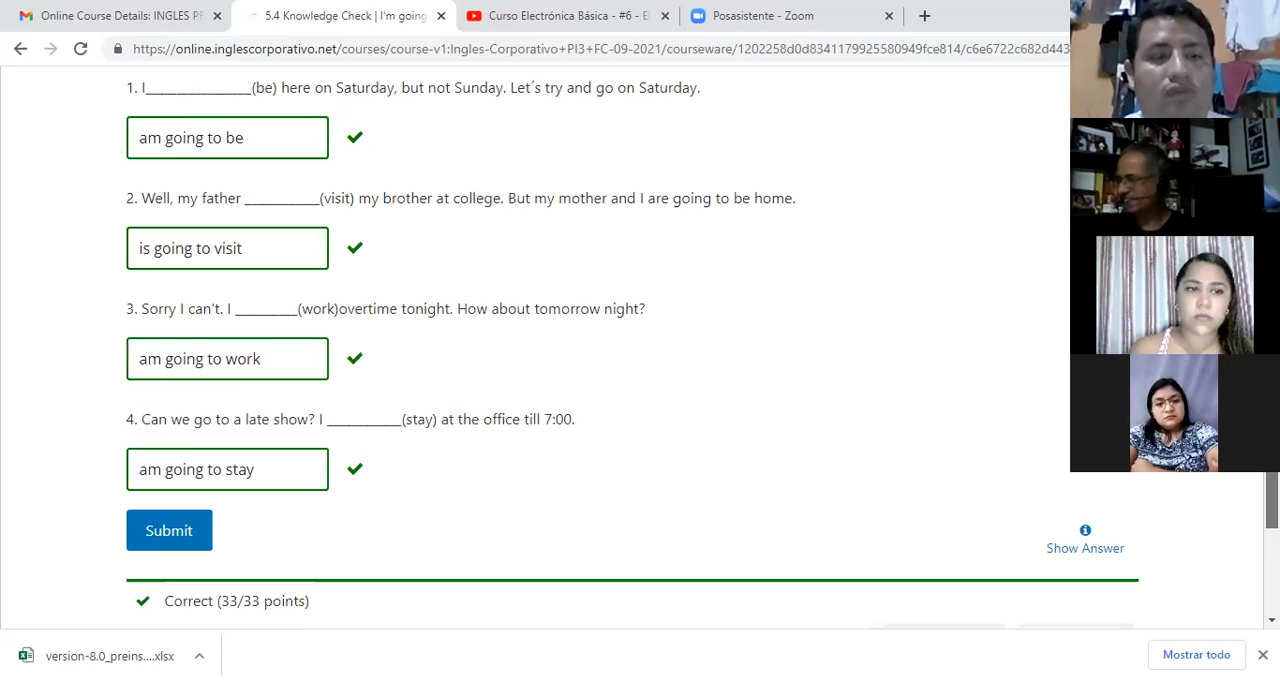 Online Course Details: INGLES PF
5.4 Knowledge Check | I'm going
Curso Electrónica Básica - #6 - El
Posasistente - Zoom
https://online.inglescorporativo.net/courses/course-v1:Ingles-Corporativo+PI3+FC-09-2021/courseware/1202258d0d8341179925580949fce814/c6e6722c682d443
1. I________________(be) here on Saturday, but not Sunday. Let´s try and go on Saturday.
am going to be
2. Well, my father ___________(visit) my brother at college. But my mother and I are going to be home.
is going to visit
3. Sorry I can't. I _________(work)overtime tonight. How about tomorrow night?
am going to work
4. Can we go to a late show? I ___________(stay) at the office till 7:00.
am going to stay
Submit
Show Answer
Correct (33/33 points)
version-8.0_preins....xlsx
Mostrar todo